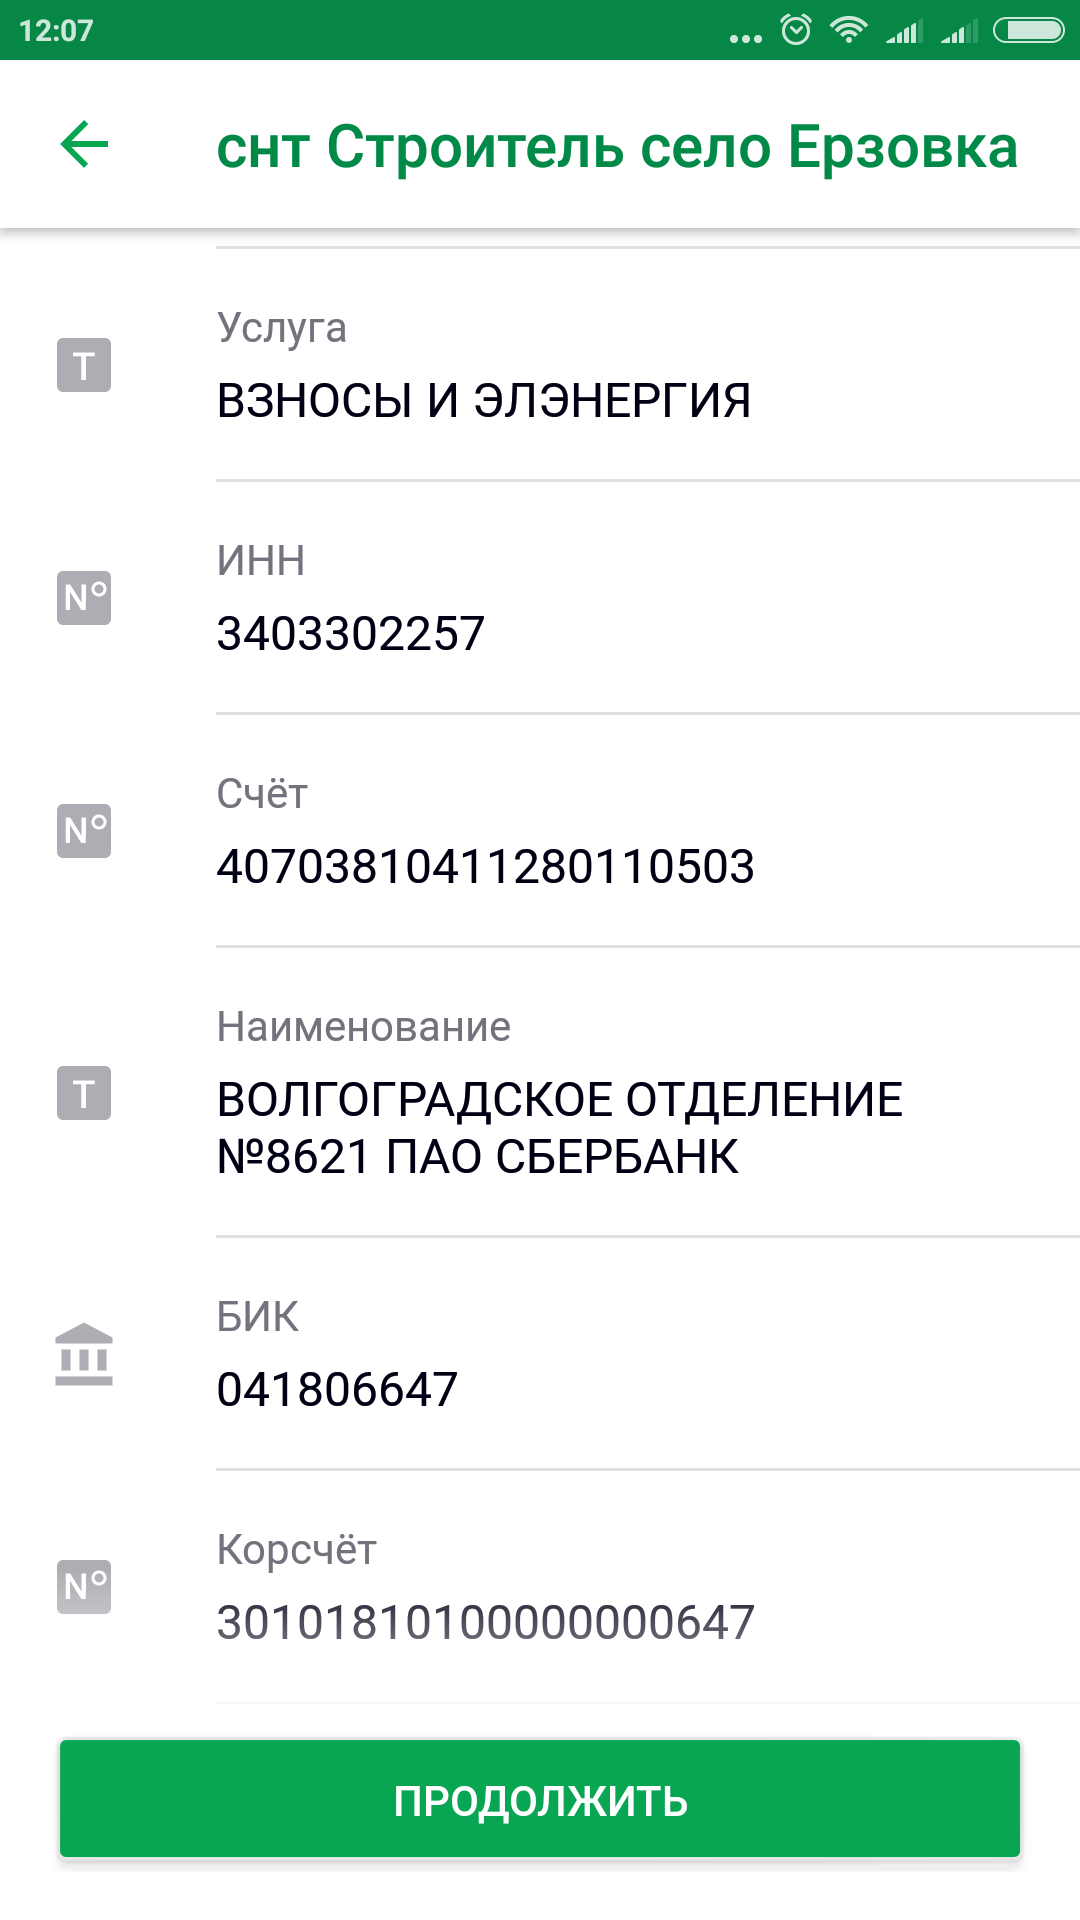 12:07
снт Строитель село Ерзовка
Услуга
T
ВЗНОСЫ И ЭЛЭНЕРГИЯ
ИНН
N°
3403302257
Счёт
N°
40703810411280110503
Наименование
T
ВОЛГОГРАДСКОЕ ОТДЕЛЕНИЕ
№8621 ПАО СБЕРБАНК
БИК
041806647
Корсчёт
N°
30101810100000000647
ПРОДОЛЖИТЬ